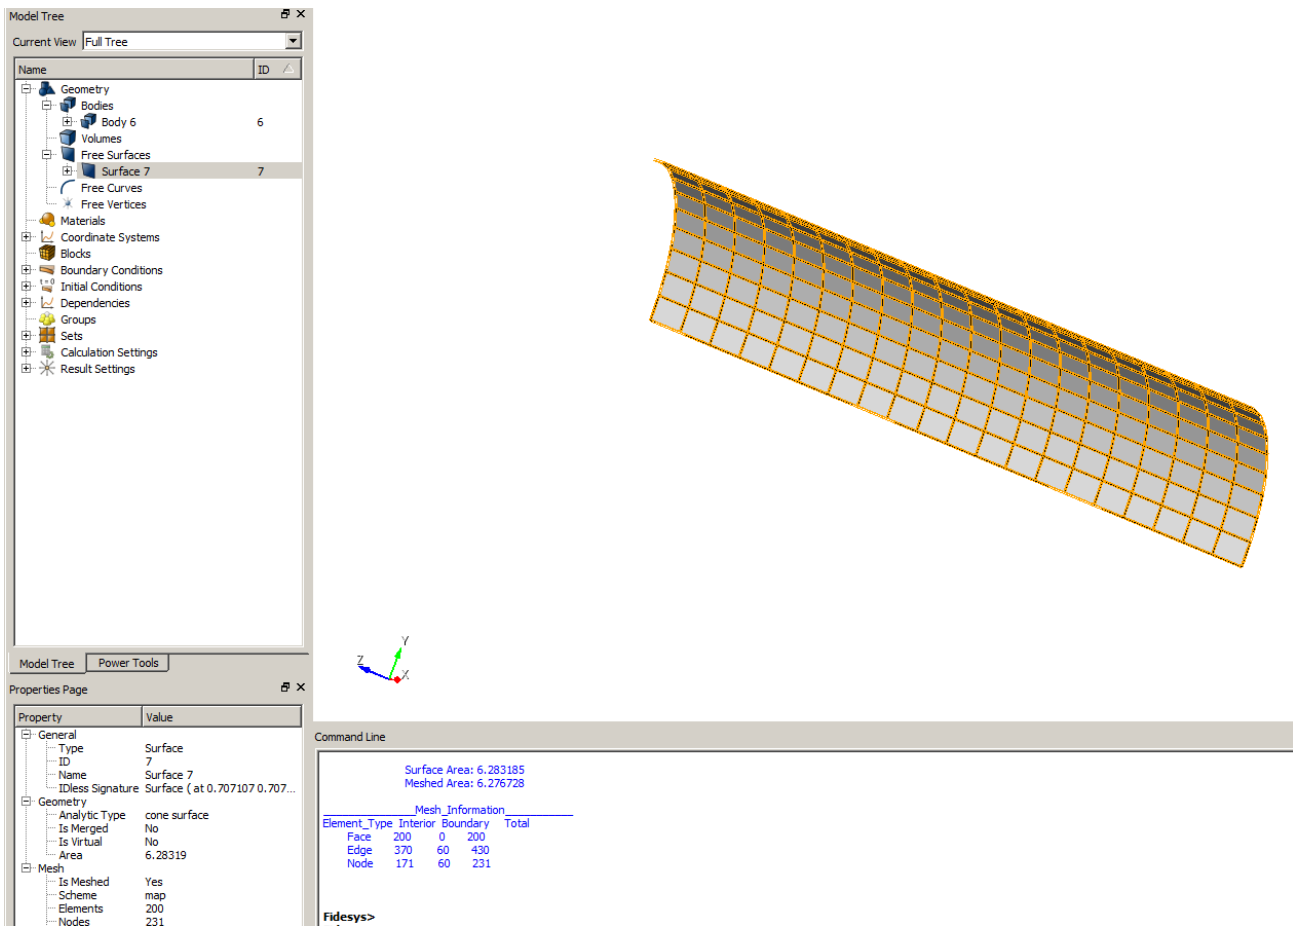 Model Tree
Current View Full Tree
Name ID
Geometry
Bodies
Body 6 6
Volumes
Free Surfaces
Surface 7 7
Free Curves
Free Vertices
Materials
Coordinate Systems
Blocks
Boundary Conditions
Initial Conditions
Dependencies
Groups
Sets
Calculation Settings
Result Settings
Model Tree Power Tools
Properties Page
Property Value
General
Type Surface
ID 7
Name Surface 7
IDless Signature Surface ( at 0.707107 0.707...
Geometry
Analytic Type cone surface
Is Merged No
Is Virtual No
Area 6.28319
Mesh
Is Meshed Yes
Scheme map
Elements 200
Nodes 231
Y
Z
X
Command Line
Surface Area: 6.283185
Meshed Area: 6.276728
______________Mesh_Information__________
Element_Type Interior Boundary Total
Face 200 0 200
Edge 370 60 430
Node 171 60 231
Fidesys>